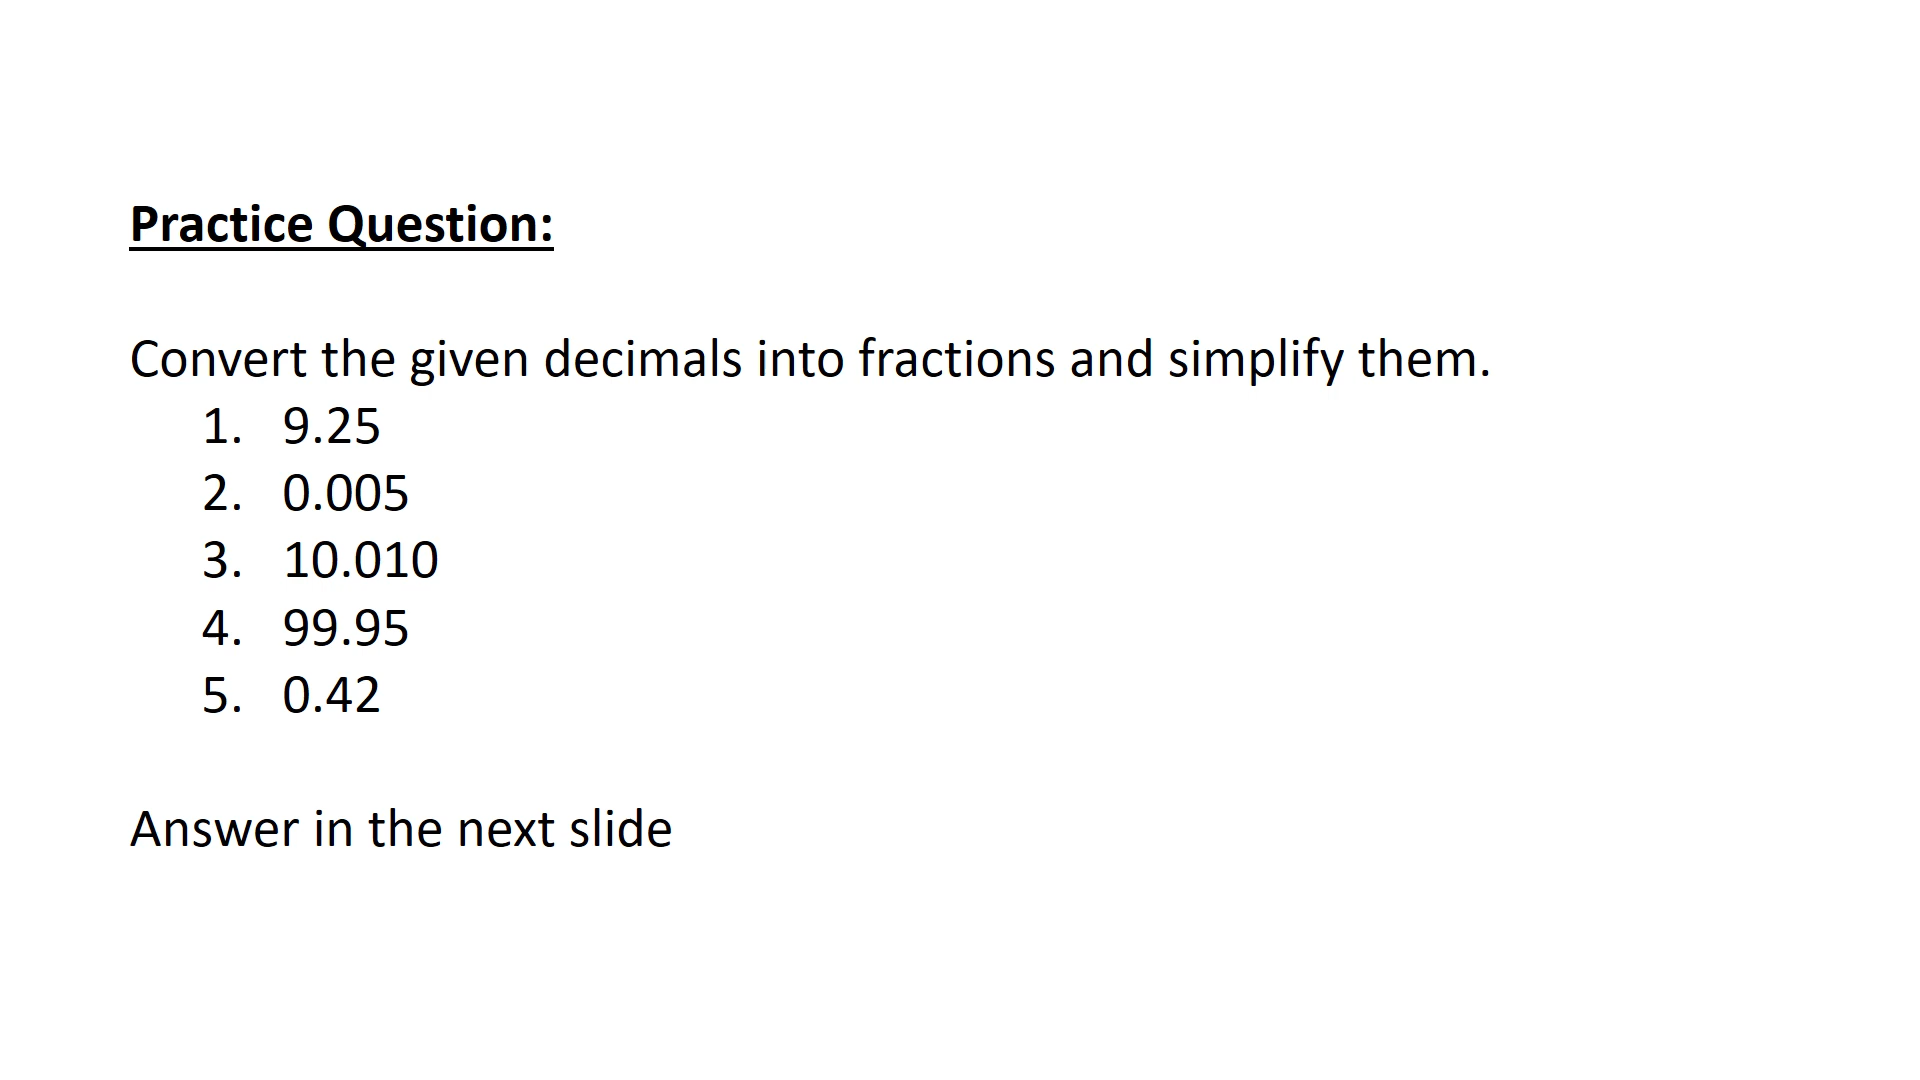 Practice Question:
Convert the given decimals into fractions and simplify them.
1. 9.25
2. 0.005
3. 10.010
4. 99.95
5. 0.42
Answer in the next slide